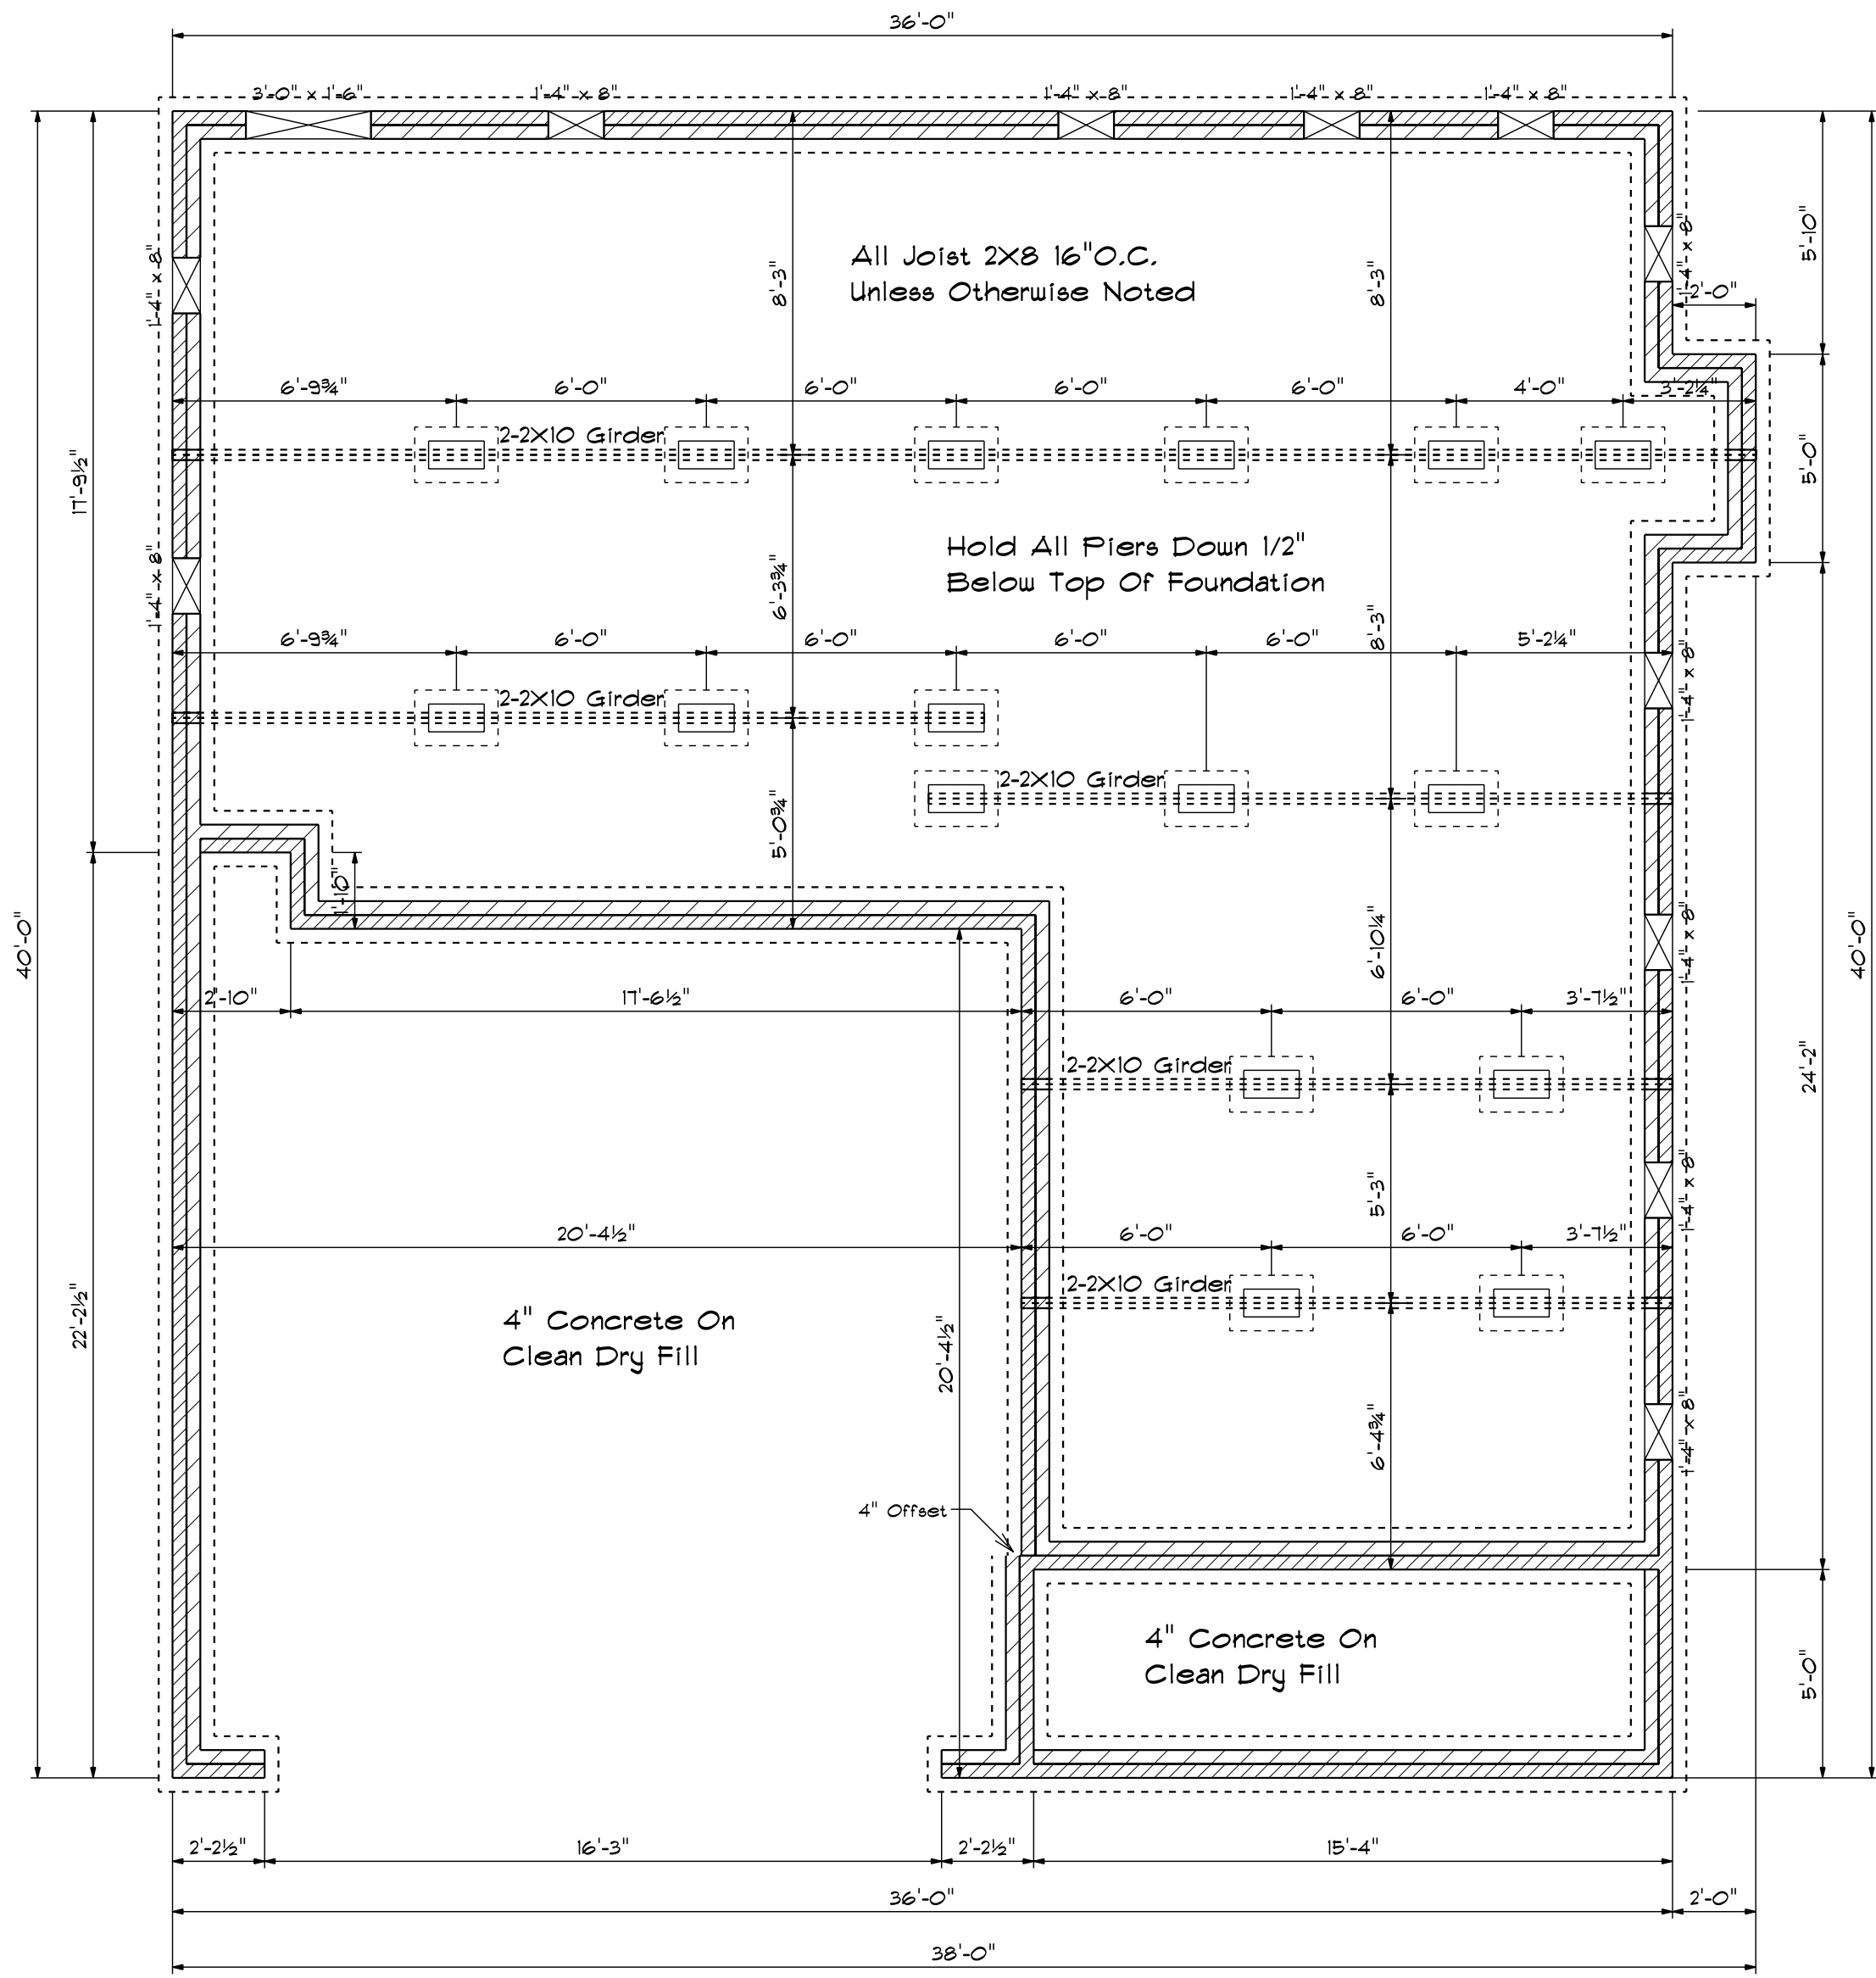 36'-0"
3'-0" x 1'-6"
1'-4" x 8"
1'-4" x 8"
1'-4" x 8"
1'-4" x 8"
40'-0"
17'-9½"
1'-4" x 8"
8'-3"
All Joist 2X8 16"O.C.
Unless Otherwise Noted
8'-3"
1'-4" x 8"
2'-0"
5'-10"
6'-9¾"
6'-0"
6'-0"
6'-0"
6'-0"
4'-0"
3'-2¼"
2-2X10 Girder
5'-0"
1'-4" x 8"
6'-3¾"
Hold All Piers Down 1/2"
Below Top Of Foundation
8'-3"
6'-9¾"
6'-0"
6'-0"
6'-0"
6'-0"
5'-2¼"
1'-4" x 8"
2-2X10 Girder
2-2X10 Girder
5'-0¾"
1'-10"
6'-10¼"
1'-4" x 8"
40'-0"
2'-10"
17'-6½"
6'-0"
6'-0"
3'-7½"
24'-2"
2-2X10 Girder
5'-3"
1'-4" x 8"
20'-4½"
6'-0"
6'-0"
3'-7½"
22'-2½"
2-2X10 Girder
4" Concrete On
Clean Dry Fill
20'-4½"
6'-4¾"
1'-4" x 8"
4" Offset
4" Concrete On
Clean Dry Fill
5'-0"
2'-2½"
16'-3"
2'-2½"
15'-4"
36'-0"
2'-0"
38'-0"